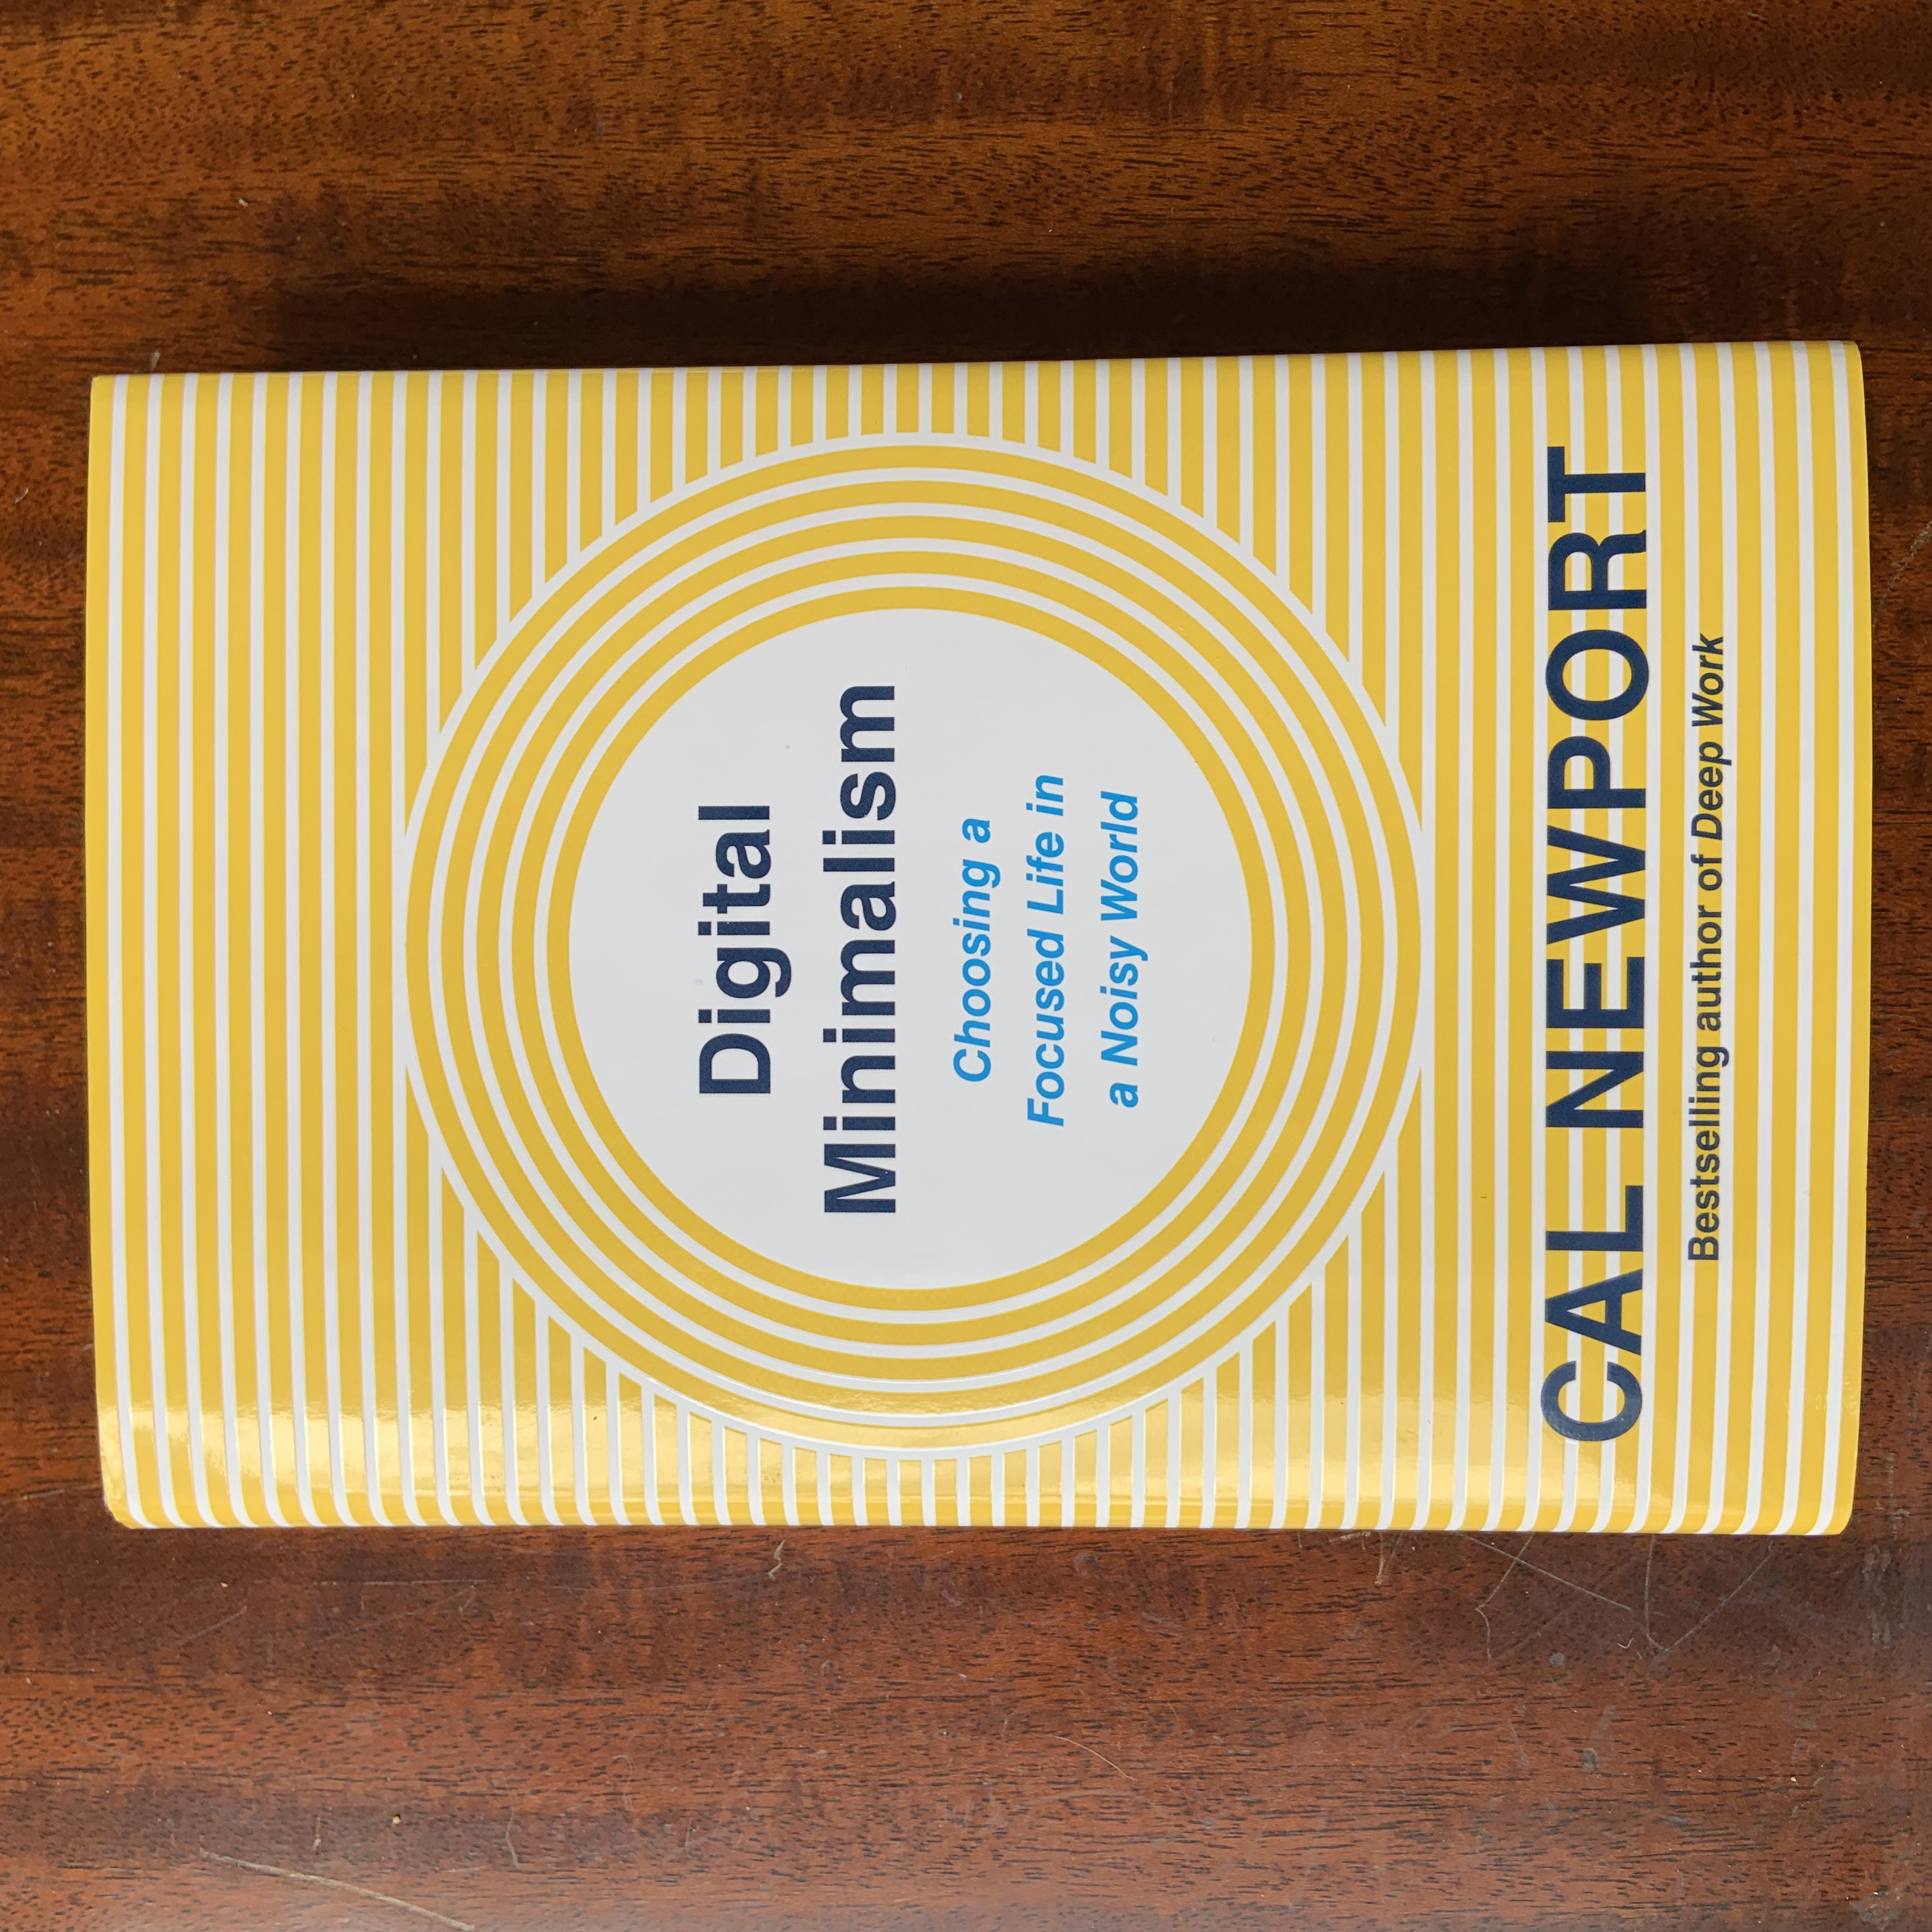 Digital
Minimalism
Choosing a
Focused Life in
a Noisy World
CAL NEWPORT
Bestselling author of Deep Work